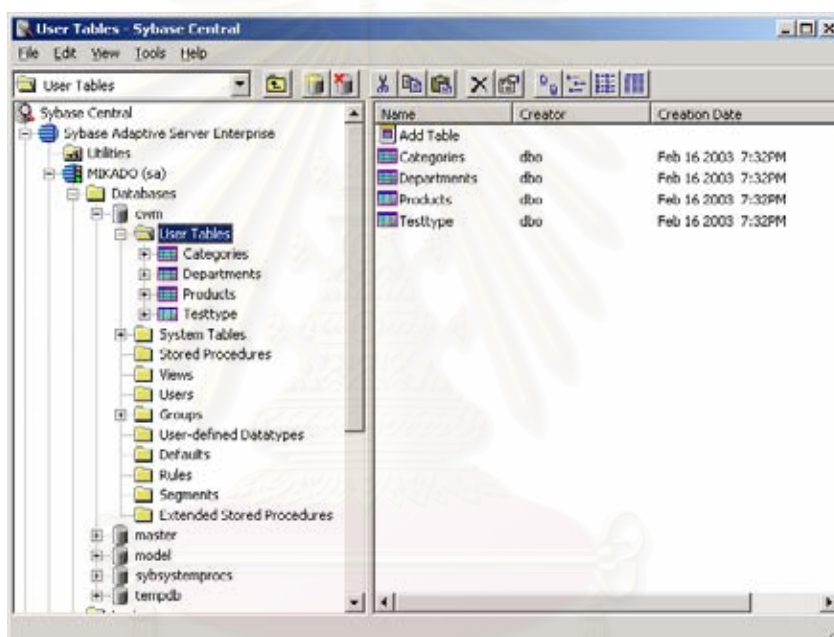 User Tables - Sybase Central
File Edit View Tools Help
User Tables
Sybase Central
Sybase Adaptive Server Enterprise
Utilities
MIKADO (sa)
Databases
cwm
User Tables
Categories
Departments
Products
Testtype
System Tables
Stored Procedures
Views
Users
Groups
User-defined Datatypes
Defaults
Rules
Segments
Extended Stored Procedures
master
model
sybsystemprocs
tempdb
Name Creator Creation Date
Add Table
Categories dbo Feb 16 2003 7:32PM
Departments dbo Feb 16 2003 7:32PM
Products dbo Feb 16 2003 7:32PM
Testtype dbo Feb 16 2003 7:32PM